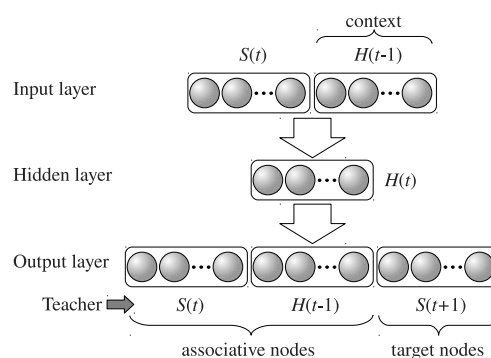 context
S(t) H(t-1)
Input layer
Hidden layer H(t)
Output layer
Teacher S(t) H(t-1) S(t+1)
associative nodes target nodes